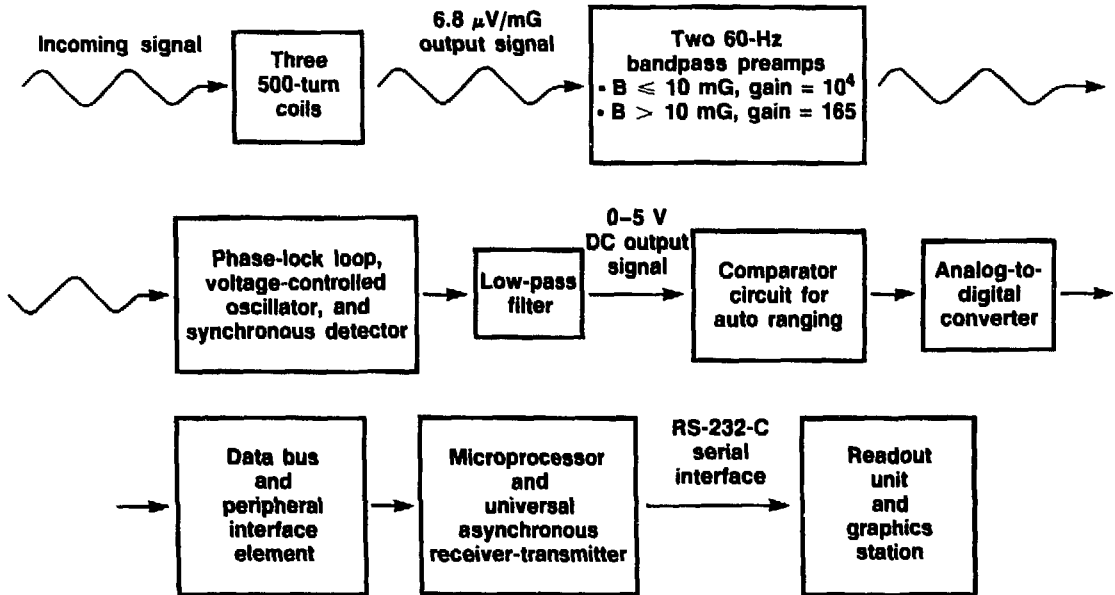 Incoming signal
Three
500-turn
coils
6.8 μV/mG
output signal
Two 60-Hz
bandpass preamps
• B ≤ 10 mG, gain = 10⁴
• B > 10 mG, gain = 165
Phase-lock loop,
voltage-controlled
oscillator, and
synchronous detector
Low-pass
filter
0–5 V
DC output
signal
Comparator
circuit for
auto ranging
Analog-to-
digital
converter
Data bus
and
peripheral
interface
element
Microprocessor
and
universal
asynchronous
receiver-transmitter
RS-232-C
serial
interface
Readout
unit
and
graphics
station